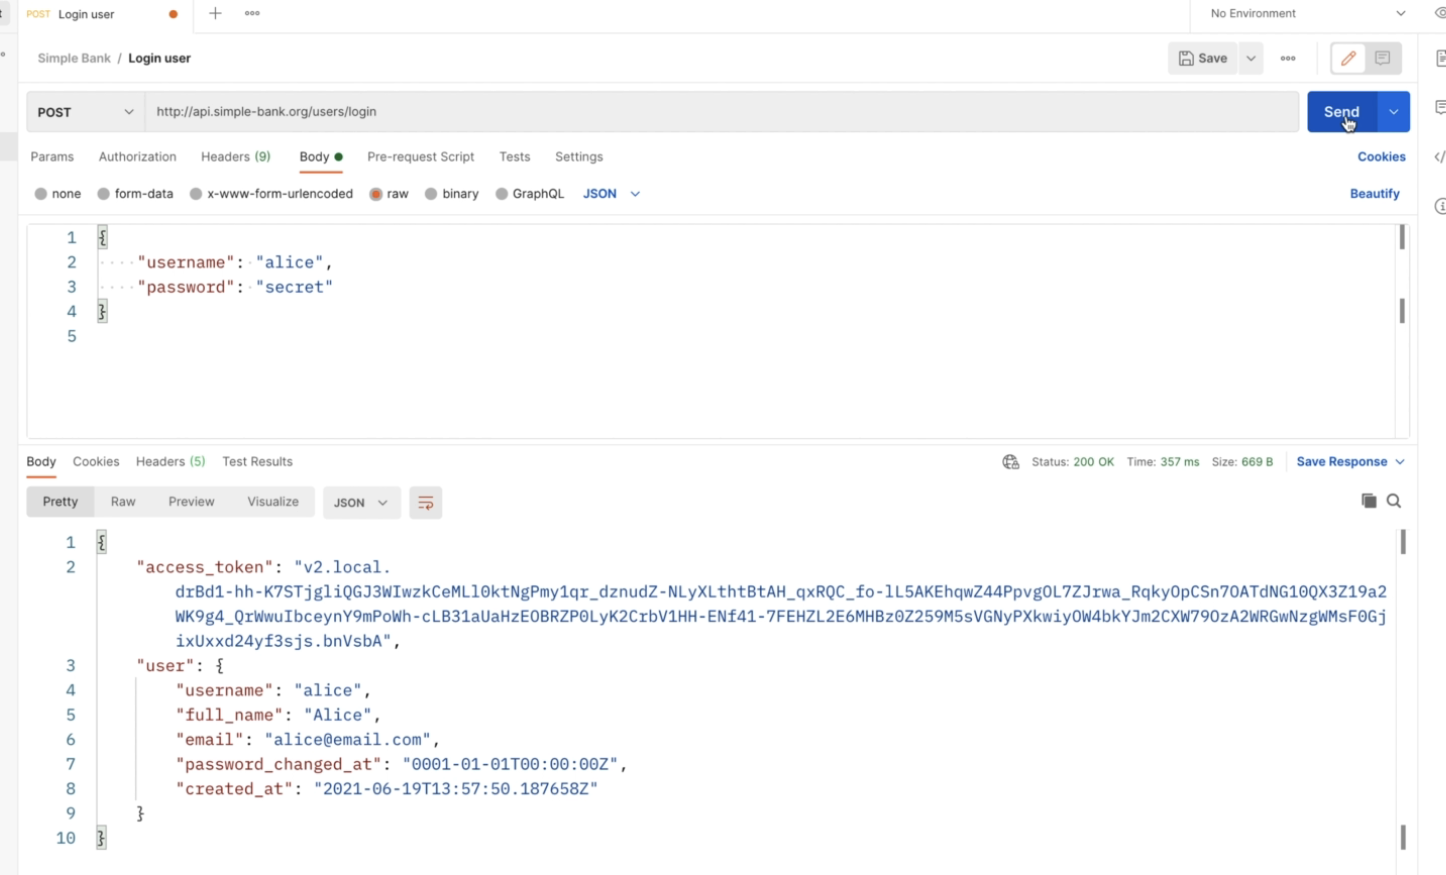 POST Login user
No Environment
Simple Bank / Login user
Save
POST http://api.simple-bank.org/users/login
Send
Params Authorization Headers (9) Body Pre-request Script Tests Settings Cookies
none form-data x-www-form-urlencoded raw binary GraphQL JSON Beautify
1 {
2 "username": "alice",
3 "password": "secret"
4 }
5
Body Cookies Headers (5) Test Results Status: 200 OK Time: 357 ms Size: 669 B Save Response
Pretty Raw Preview Visualize JSON
1 {
2 "access_token": "v2.local.
drBd1-hh-K7STjgliQGJ3WIwzkCeMLl0ktNgPmy1qr_dznudZ-NLyXLthtBtAH_qxRQC_fo-lL5AKEhqwZ44PpvgOL7ZJrwa_RqkyOpCSn7OATdNG10QX3Z19a2
WK9g4_QrWwuIbceynY9mPoWh-cLB31aUaHzEOBRZP0LyK2CrbV1HH-ENf41-7FEHZL2E6MHBz0Z259M5sVGNyPXkwiyOW4bkYJm2CXW79OzA2WRGwNzgWMsF0Gj
ixUxxd24yf3sjs.bnVsbA",
3 "user": {
4 "username": "alice",
5 "full_name": "Alice",
6 "email": "alice@email.com",
7 "password_changed_at": "0001-01-01T00:00:00Z",
8 "created_at": "2021-06-19T13:57:50.187658Z"
9 }
10 }